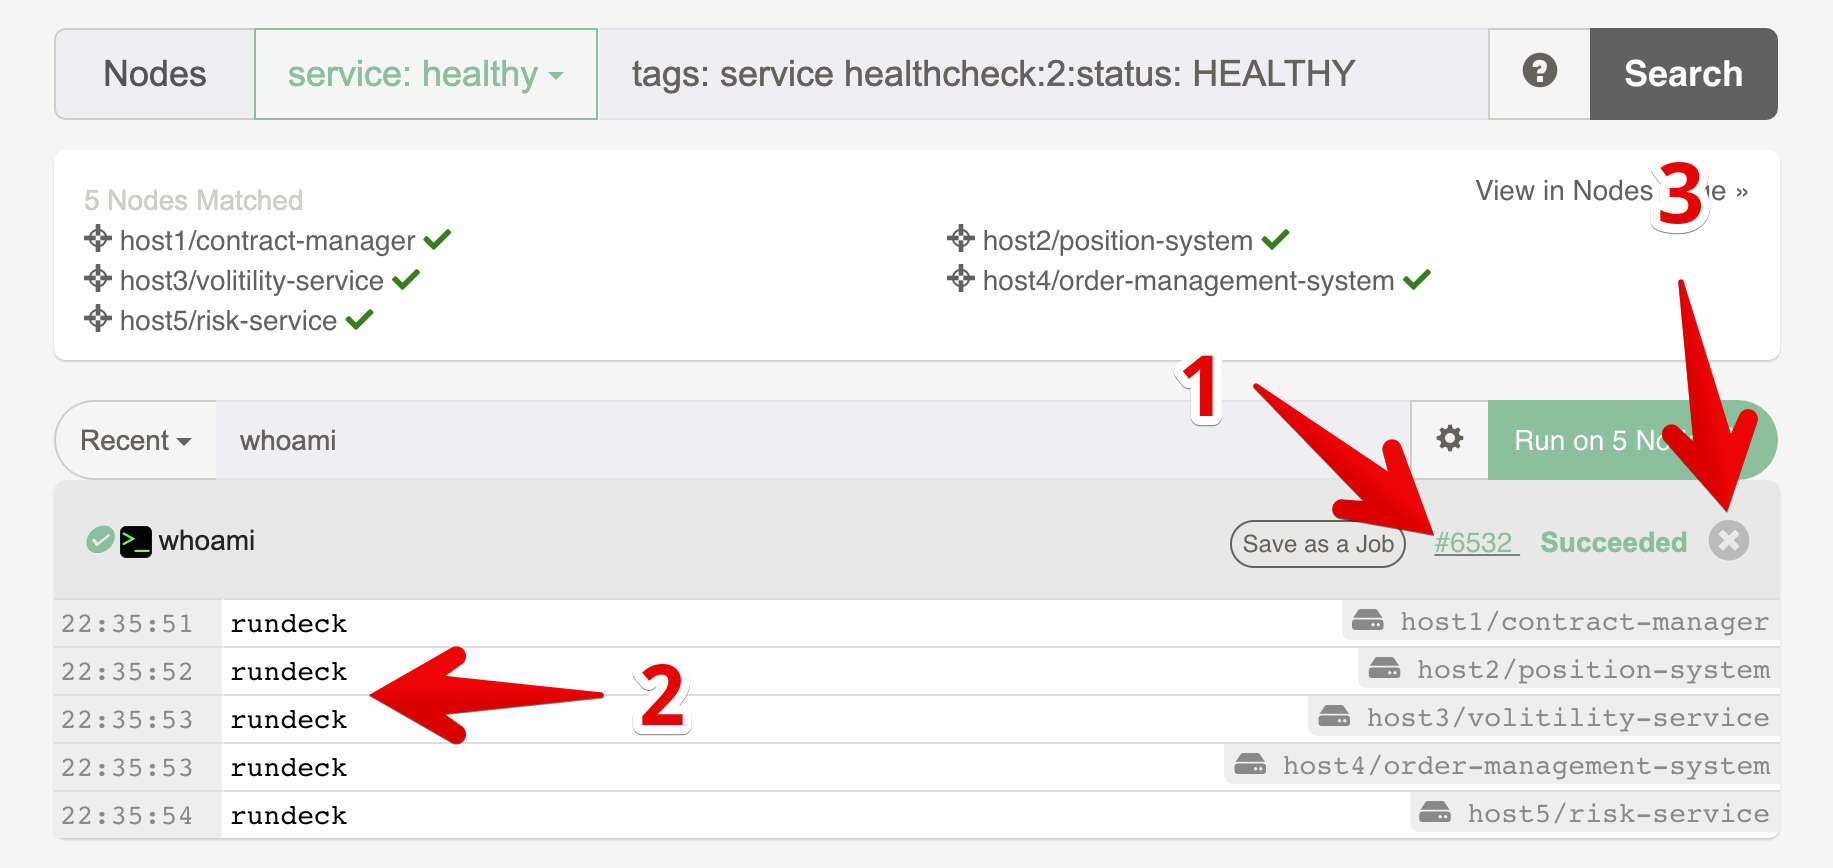 Nodes service: healthy tags: service healthcheck:2:status: HEALTHY ? Search
5 Nodes Matched
View in Nodes »
3
host1/contract-manager
host2/position-system
host3/volitility-service
host4/order-management-system
host5/risk-service
1
Recent whoami Run on 5
>_ whoami Save as a Job #6532 Succeeded
22:35:51 rundeck host1/contract-manager
22:35:52 rundeck host2/position-system
2
22:35:53 rundeck host3/volitility-service
22:35:53 rundeck host4/order-management-system
22:35:54 rundeck host5/risk-service